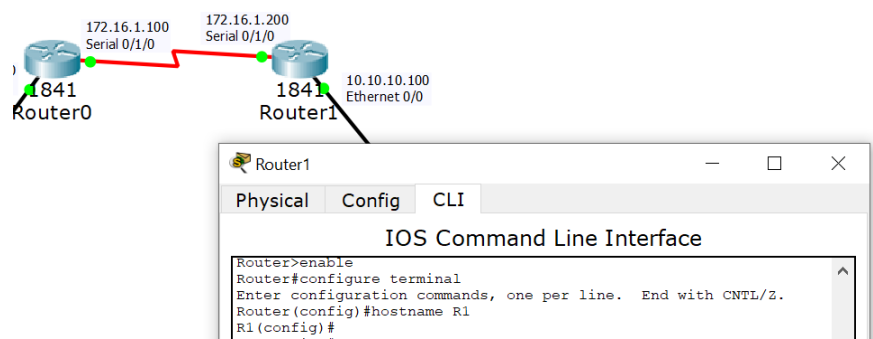 172.16.1.100
Serial 0/1/0
172.16.1.200
Serial 0/1/0
)
1841
Router0
1841
Router1
10.10.10.100
Ethernet 0/0
Router1
Physical Config CLI
IOS Command Line Interface
Router>enable
Router#configure terminal
Enter configuration commands, one per line.  End with CNTL/Z.
Router(config)#hostname R1
R1(config)#